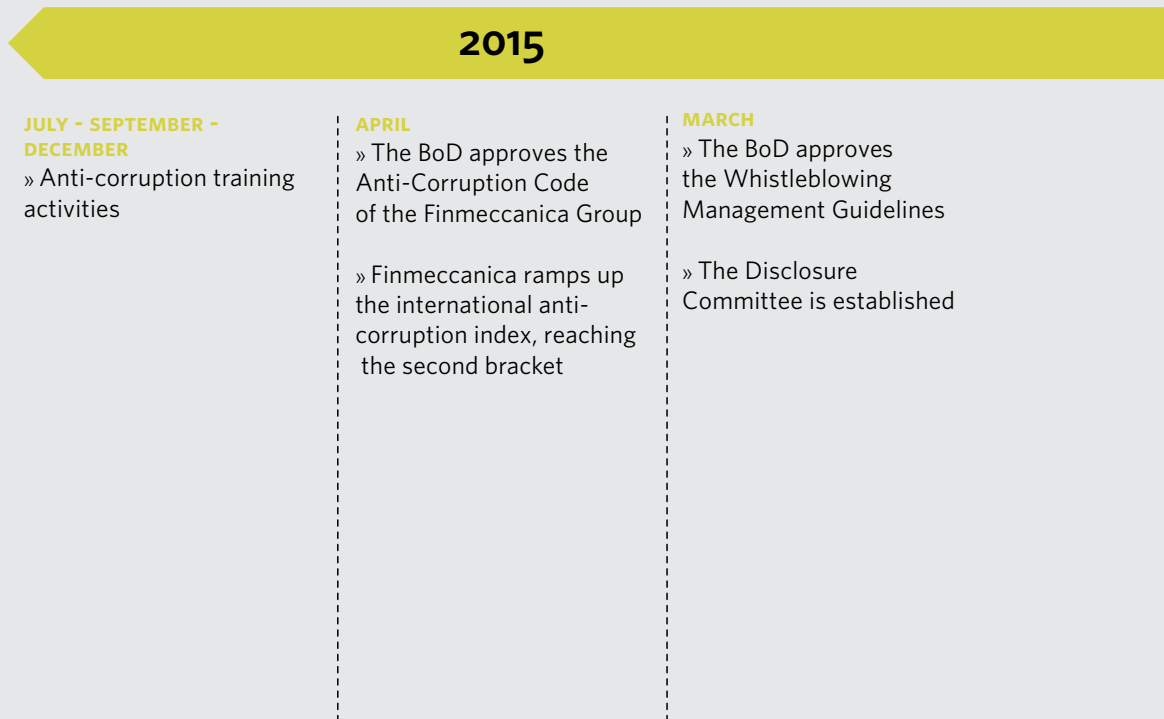 2015
JULY - SEPTEMBER -
DECEMBER
» Anti-corruption training
activities
APRIL
» The BoD approves the
Anti-Corruption Code
of the Finmeccanica Group
» Finmeccanica ramps up
the international anti-
corruption index, reaching
the second bracket
MARCH
» The BoD approves
the Whistleblowing
Management Guidelines
» The Disclosure
Committee is established